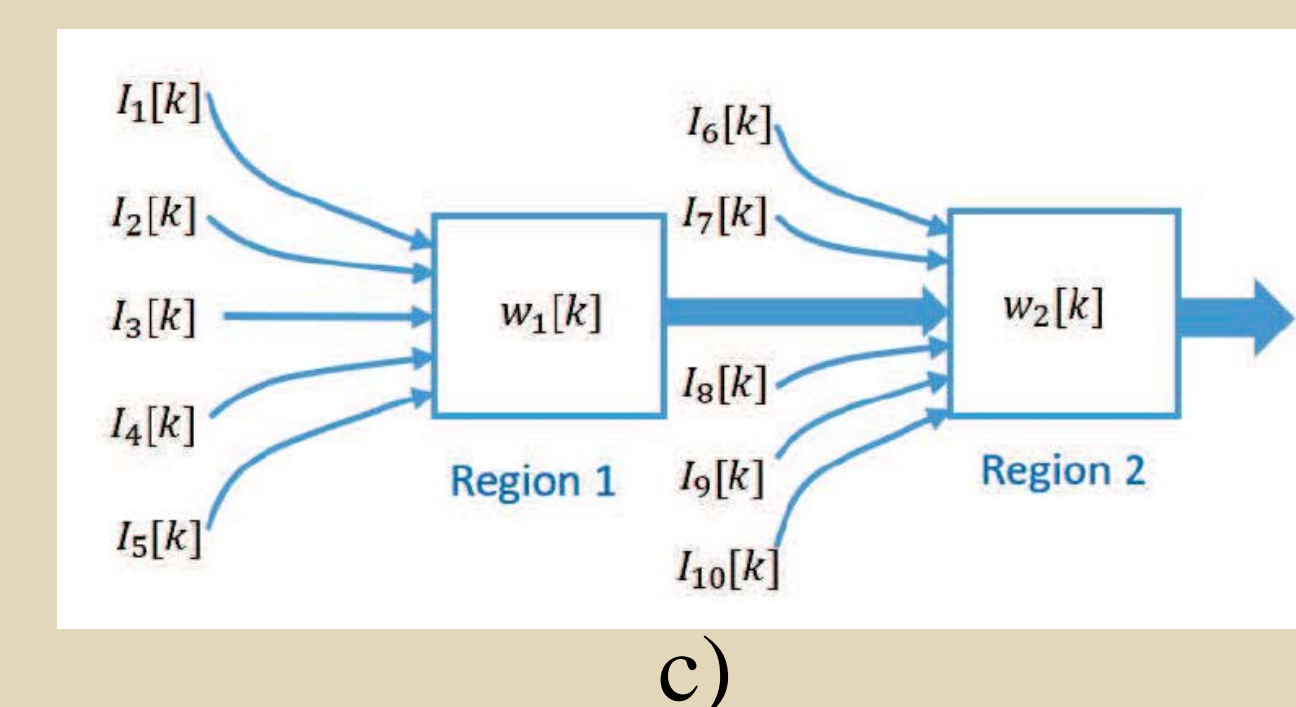 I₁[k]
I₂[k]
I₃[k]
I₄[k]
I₅[k]
w₁[k]
Region 1
I₆[k]
I₇[k]
I₈[k]
I₉[k]
I₁₀[k]
w₂[k]
Region 2
c)